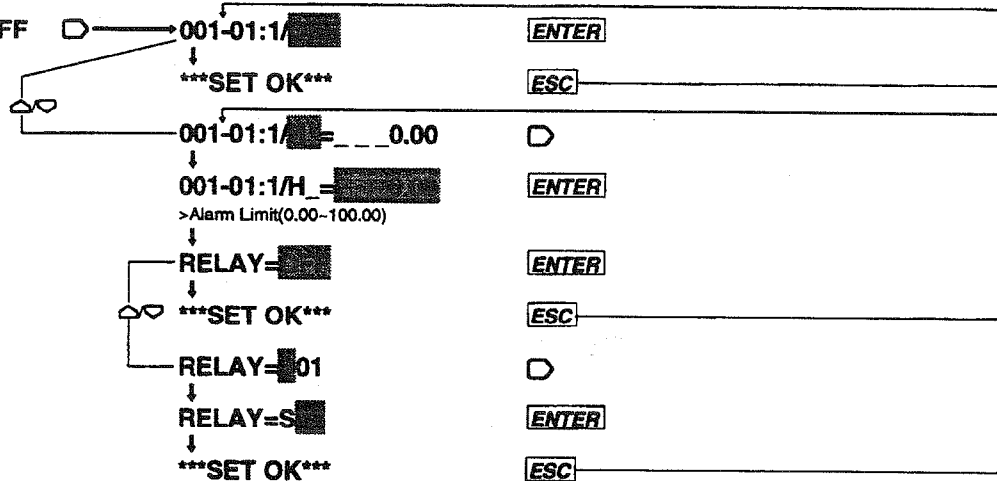 FF 001-01:1/ ENTER
***SET OK*** ESC
001-01:1/ =_ _ _0.00
001-01:1/H_= ENTER
>Alarm Limit(0.00~100.00)
RELAY= ENTER
***SET OK*** ESC
RELAY= 01
RELAY=S ENTER
***SET OK*** ESC